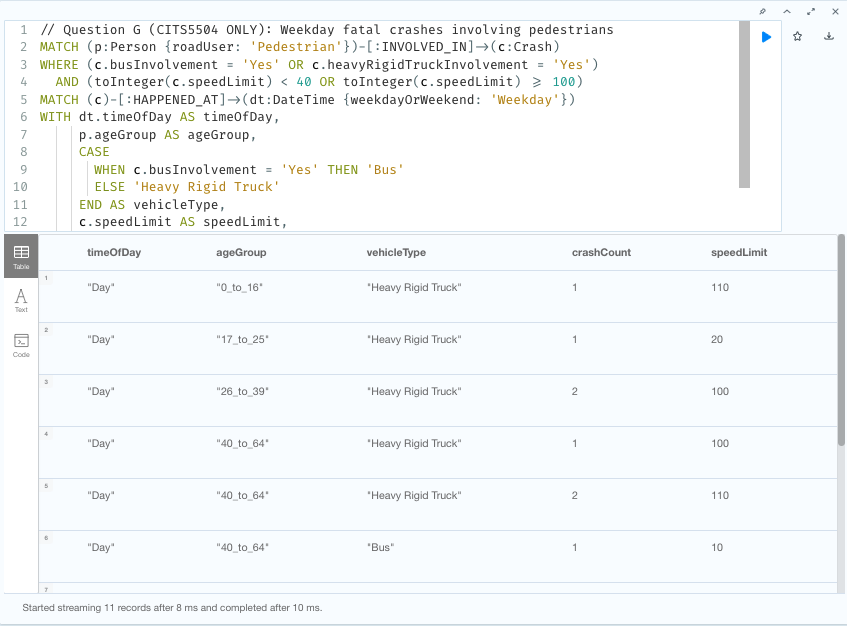 1 // Question G (CITS5504 ONLY): Weekday fatal crashes involving pedestrians
2 MATCH (p:Person {roadUser: 'Pedestrian'})-[:INVOLVED_IN]→(c:Crash)
3 WHERE (c.busInvolvement = 'Yes' OR c.heavyRigidTruckInvolvement = 'Yes')
4 AND (toInteger(c.speedLimit) < 40 OR toInteger(c.speedLimit) ≥ 100)
5 MATCH (c)-[:HAPPENED_AT]→(dt:DateTime {weekdayOrWeekend: 'Weekday'})
6 WITH dt.timeOfDay AS timeOfDay,
7 p.ageGroup AS ageGroup,
8 CASE
9 WHEN c.busInvolvement = 'Yes' THEN 'Bus'
10 ELSE 'Heavy Rigid Truck'
11 END AS vehicleType,
12 c.speedLimit AS speedLimit,
Table
Text
Code
timeOfDay ageGroup vehicleType crashCount speedLimit
1 "Day" "0_to_16" "Heavy Rigid Truck" 1 110
2 "Day" "17_to_25" "Heavy Rigid Truck" 1 20
3 "Day" "26_to_39" "Heavy Rigid Truck" 2 100
4 "Day" "40_to_64" "Heavy Rigid Truck" 1 100
5 "Day" "40_to_64" "Heavy Rigid Truck" 2 110
6 "Day" "40_to_64" "Bus" 1 10
7
Started streaming 11 records after 8 ms and completed after 10 ms.